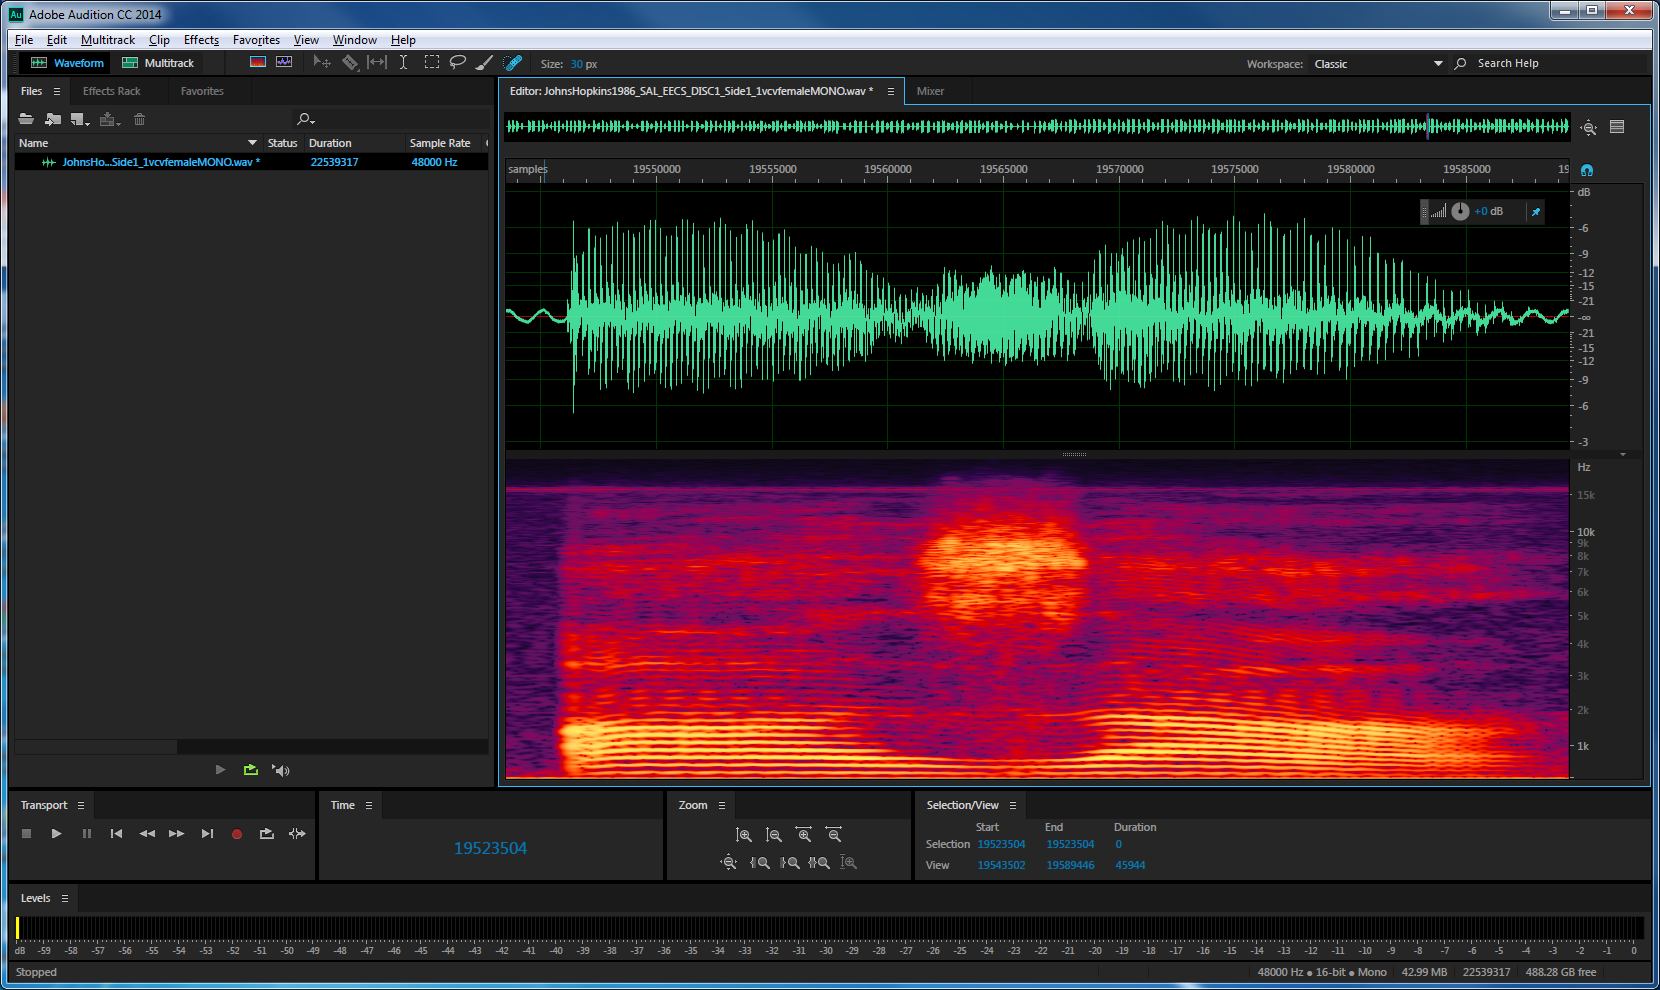 Au Adobe Audition CC 2014
File Edit Multitrack Clip Effects Favorites View Window Help
Waveform Multitrack Size: 30 px Workspace: Classic Search Help
Files Effects Rack Favorites
Editor: JohnsHopkins1986_SAL_EECS_DISC1_Side1_1vcvfemaleMONO.wav * Mixer
Name Status Duration Sample Rate
JohnsHo...Side1_1vcvfemaleMONO.wav * 22539317 48000 Hz
samples 19550000 19555000 19560000 19565000 19570000 19575000 19580000 19585000 19
dB
+0 dB
-6
-9
-12
-15
-21
-∞
-21
-15
-12
-9
-6
-3
Hz
15k
10k
9k
8k
7k
6k
5k
4k
3k
2k
1k
Transport Time Zoom Selection/View
Start End Duration
Selection 19523504 19523504 0
View 19543502 19589446 45944
19523504
Levels
dB -59 -58 -57 -56 -55 -54 -53 -52 -51 -50 -49 -48 -47 -46 -45 -44 -43 -42 -41 -40 -39 -38 -37 -36 -35 -34 -33 -32 -31 -30 -29 -28 -27 -26 -25 -24 -23 -22 -21 -20 -19 -18 -17 -16 -15 -14 -13 -12 -11 -10 -9 -8 -7 -6 -5 -4 -3 -2 -1 0
Stopped 48000 Hz ● 16-bit ● Mono 42.99 MB 22539317 488.28 GB free